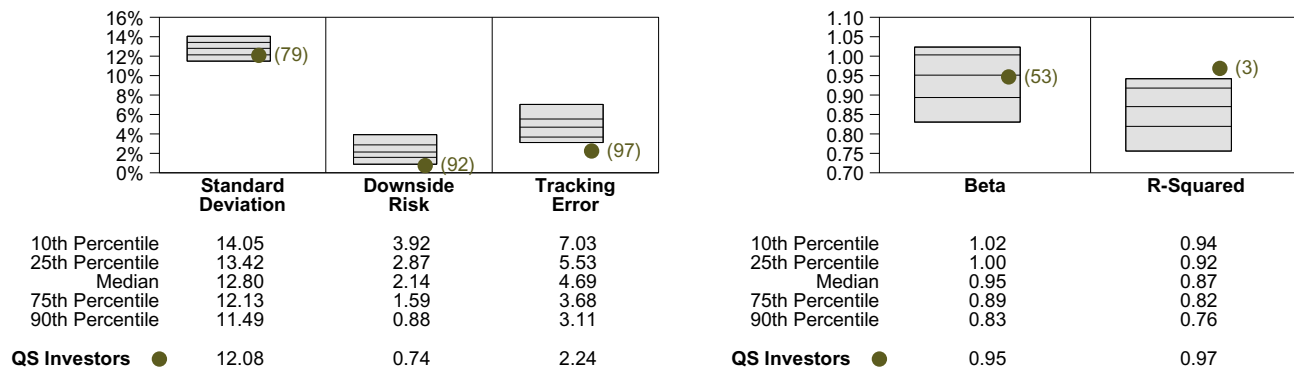 16%
14%
12%
10%
8%
6%
4%
2%
0%
(79)
(92)
(97)
Standard
Deviation
Downside
Risk
Tracking
Error
10th Percentile 14.05 3.92 7.03
25th Percentile 13.42 2.87 5.53
Median 12.80 2.14 4.69
75th Percentile 12.13 1.59 3.68
90th Percentile 11.49 0.88 3.11
QS Investors 12.08 0.74 2.24
1.10
1.05
1.00
0.95
0.90
0.85
0.80
0.75
0.70
(53)
(3)
Beta
R-Squared
10th Percentile 1.02 0.94
25th Percentile 1.00 0.92
Median 0.95 0.87
75th Percentile 0.89 0.82
90th Percentile 0.83 0.76
QS Investors 0.95 0.97